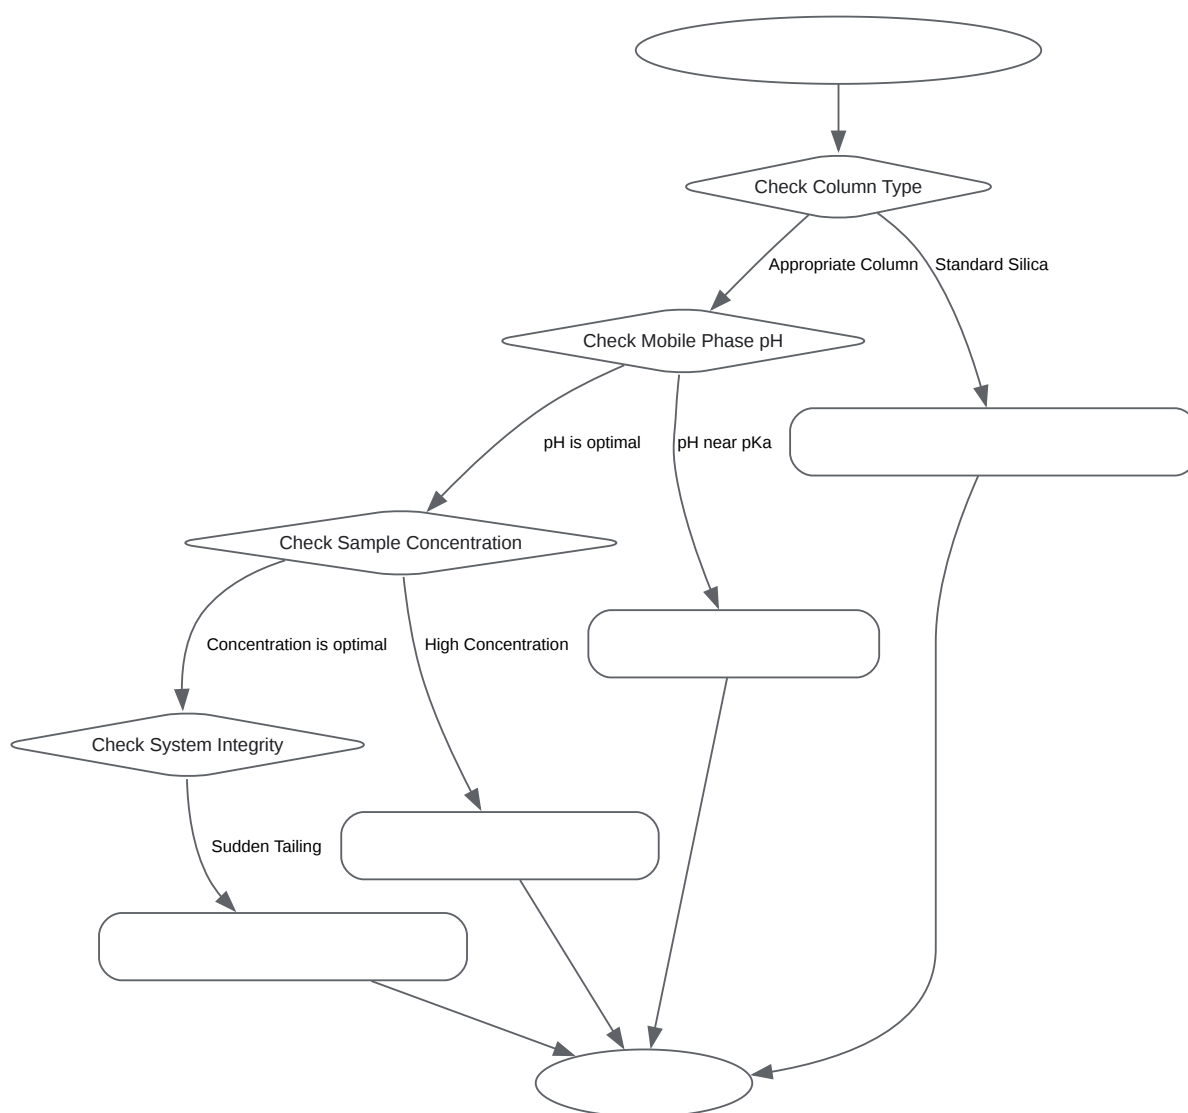 Check Column Type
Appropriate Column
Standard Silica
Check Mobile Phase pH
pH is optimal
pH near pKa
Check Sample Concentration
Concentration is optimal
High Concentration
Check System Integrity
Sudden Tailing